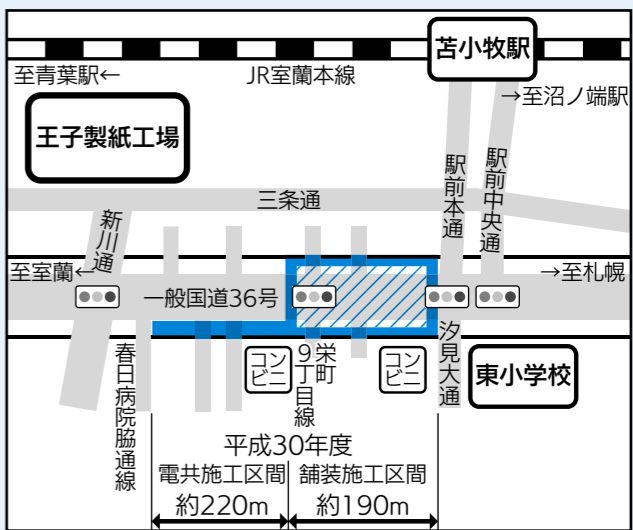 苫小牧駅
至青葉駅←
JR室蘭本線
→至沼ノ端駅
王子製紙工場
駅前本通
駅前中央通
三条通
新川通
至室蘭←
→至札幌
一般国道36号
春日病院脇通線
コン
ビニ
栄町
9丁目線
コン
ビニ
汐見大通
東小学校
平成30年度
電共施工区間
舗装施工区間
約220m
約190m